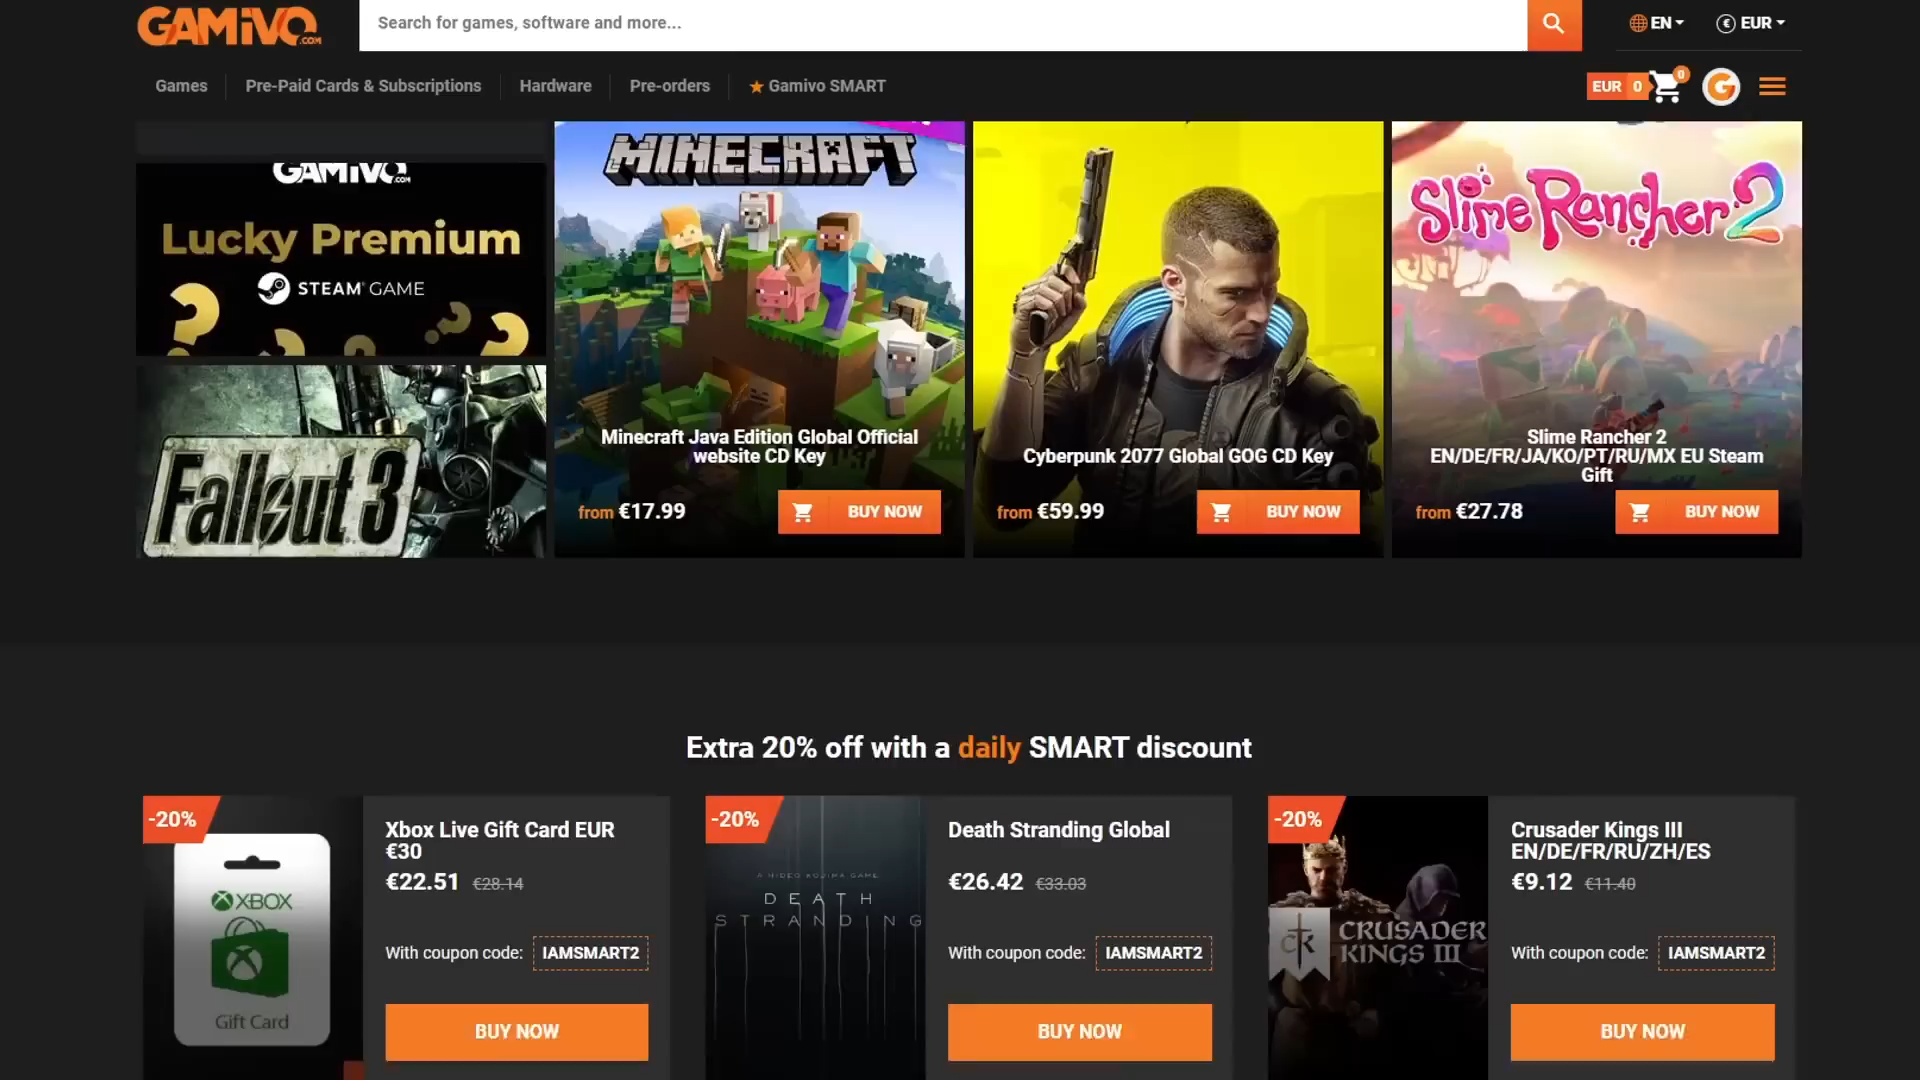 GAMIVO.COM
Search for games, software and more...
EN
€ EUR
Games
Pre-Paid Cards & Subscriptions
Hardware
Pre-orders
Gamivo SMART
EUR 0
0
G
GAMIVO.COM
Lucky Premium
STEAM GAME
Fallout 3
MINECRAFT
Minecraft Java Edition Global Official
website CD Key
from €17.99
BUY NOW
Cyberpunk 2077 Global GOG CD Key
from €59.99
BUY NOW
Slime Rancher 2
Slime Rancher 2
EN/DE/FR/JA/KO/PT/RU/MX EU Steam
Gift
from €27.78
BUY NOW
Extra 20% off with a daily SMART discount
-20%
XBOX
Gift Card
Xbox Live Gift Card EUR
€30
€22.51 €28.14
With coupon code: IAMSMART2
BUY NOW
-20%
A HIDEO KOJIMA GAME
DEATH
STRANDING
Death Stranding Global
€26.42 €33.03
With coupon code: IAMSMART2
BUY NOW
-20%
CK
CRUSADER
KINGS III
Crusader Kings III
EN/DE/FR/RU/ZH/ES
€9.12 €11.40
With coupon code: IAMSMART2
BUY NOW